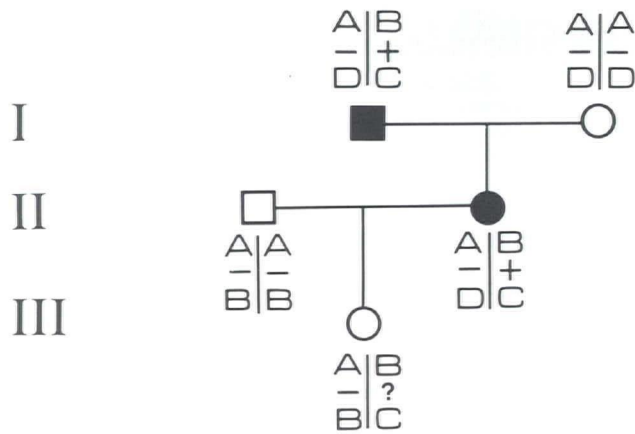 A|B A|A
–|+ –|–
D|C D|D
I
II
A|A A|B
–|– –|+
B|B D|C
III
A|B
–|?
B|C